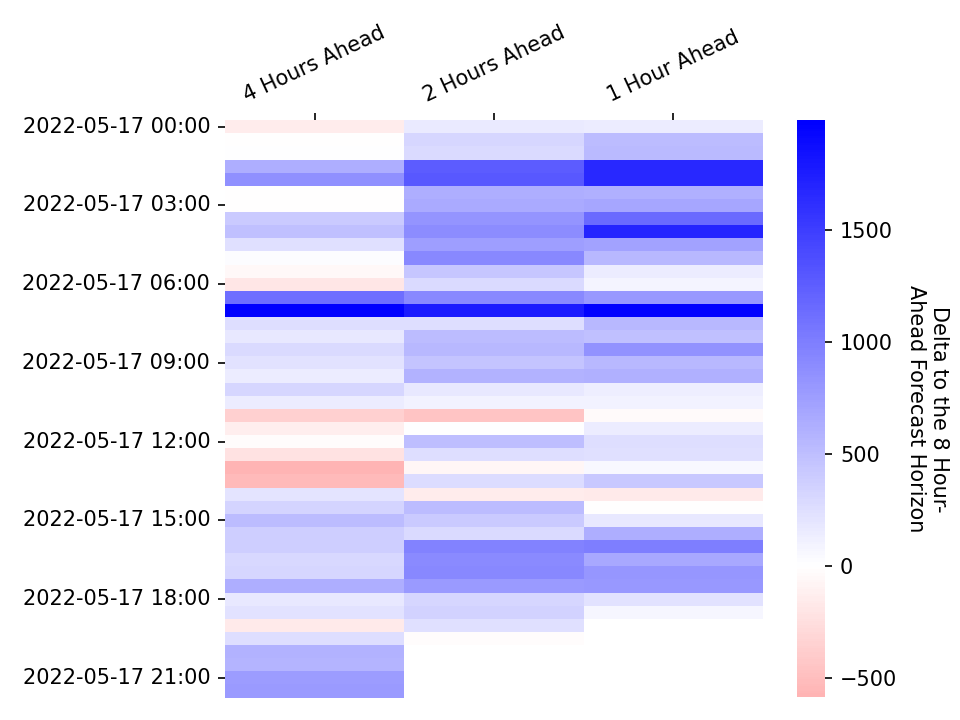 4 Hours Ahead
2 Hours Ahead
1 Hour Ahead
2022-05-17 00:00
2022-05-17 03:00
2022-05-17 06:00
2022-05-17 09:00
2022-05-17 12:00
2022-05-17 15:00
2022-05-17 18:00
2022-05-17 21:00
1500
1000
500
0
−500
Delta to the 8 Hour-
Ahead Forecast Horizon